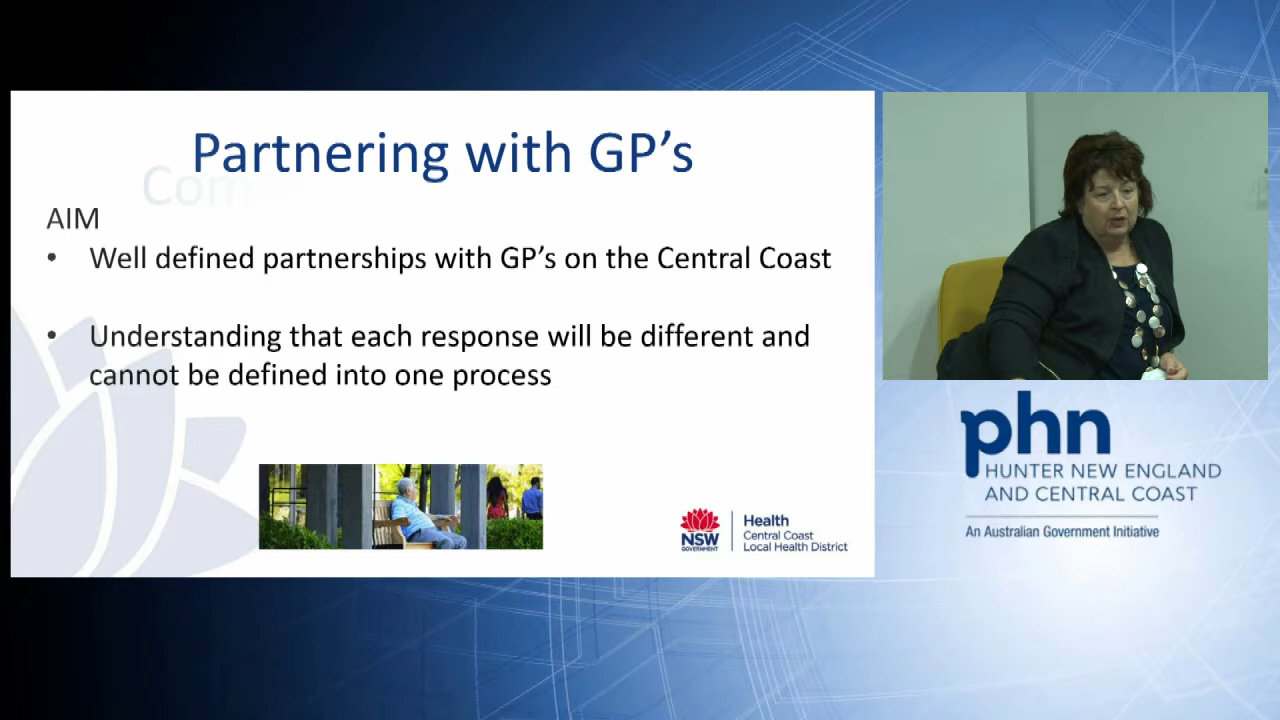 Partnering with GP's
Com
AIM
• Well defined partnerships with GP's on the Central Coast
• Understanding that each response will be different and
cannot be defined into one process
NSW
GOVERNMENT
Health
Central Coast
Local Health District
phn
HUNTER NEW ENGLAND
AND CENTRAL COAST
An Australian Government Initiative